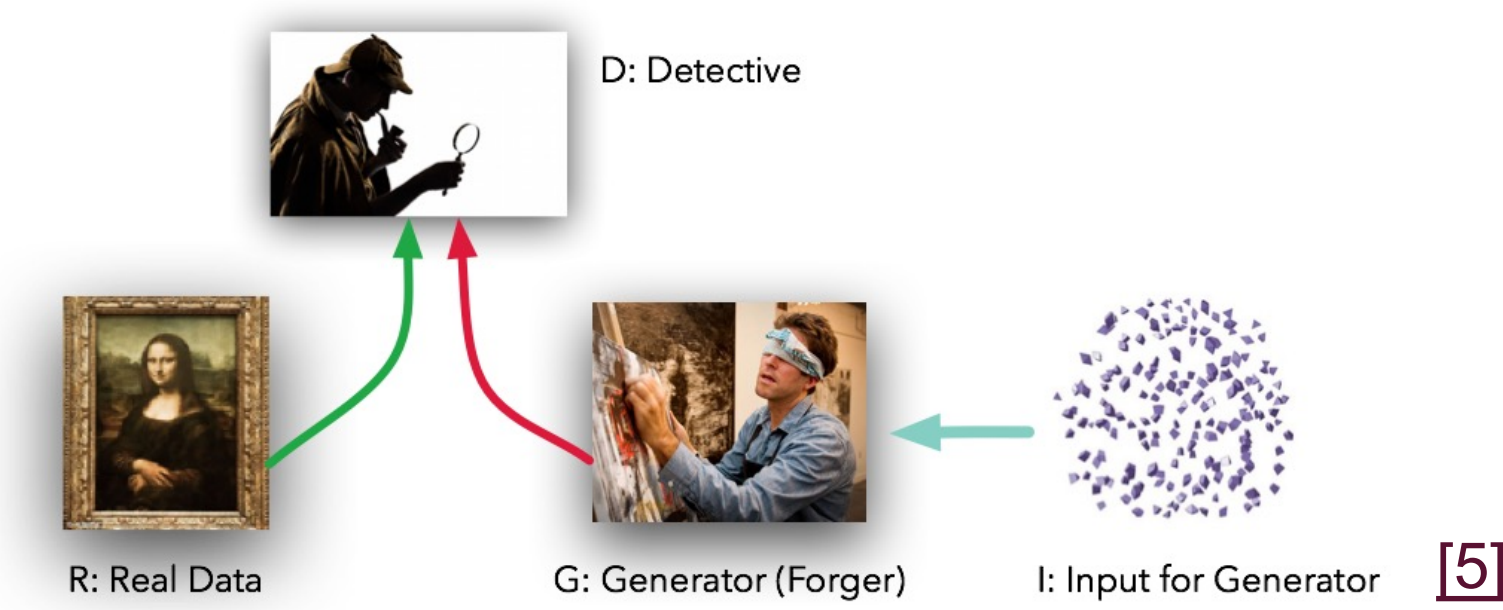 D: Detective
R: Real Data
G: Generator (Forger)
I: Input for Generator
[5]